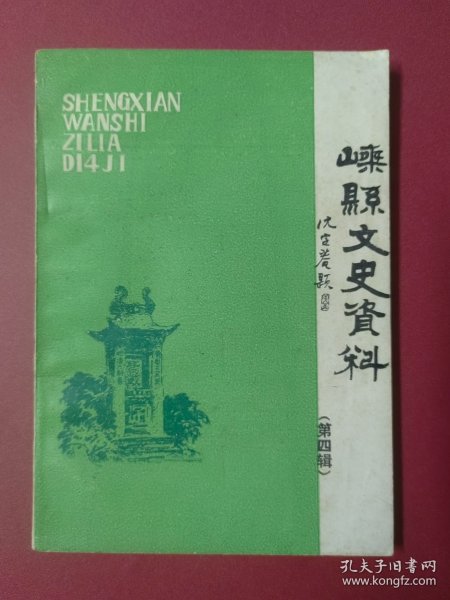 SHENGXIAN
WANSHI
ZILIA
DI4JI
嵊縣文史資料
沈定菴题
（第四辑）
孔夫子旧书网
www.kongfz.com